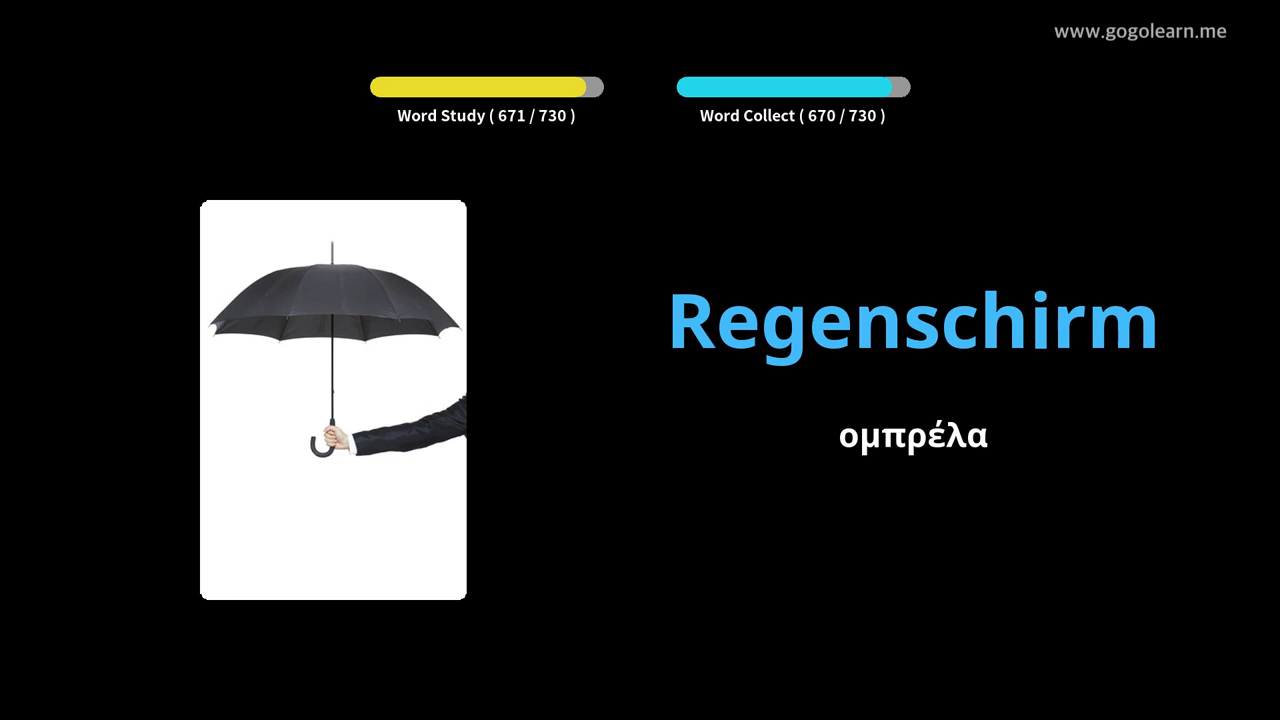 www.gogolearn.me
Word Study ( 671 / 730 )
Word Collect ( 670 / 730 )
Regenschirm
ομπρέλα